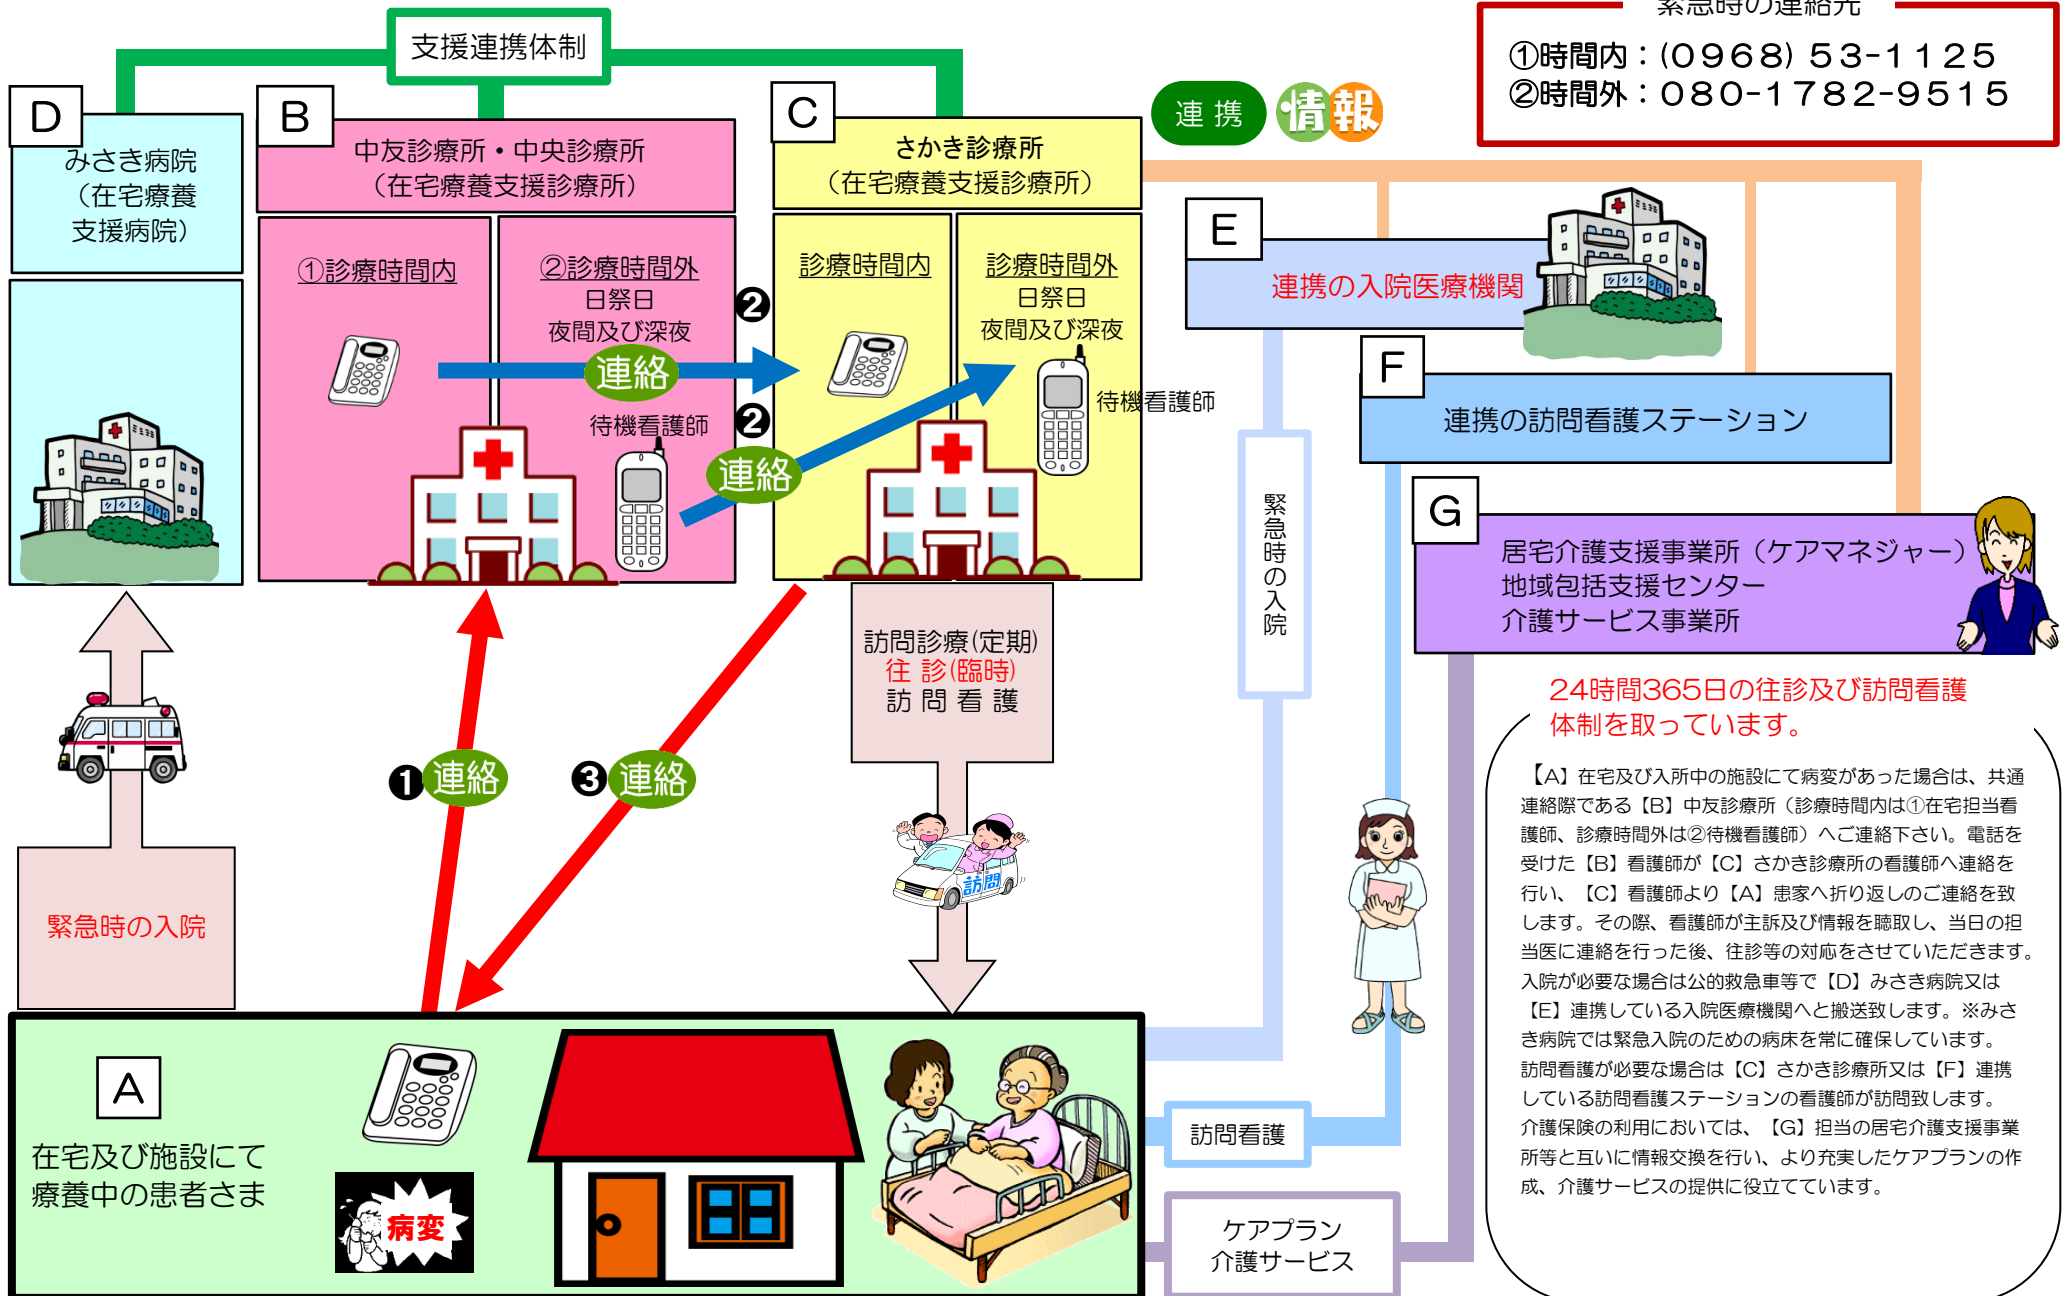 緊急時の連絡先
①時間内：(0968) 53-1125
②時間外：080-1782-9515
支援連携体制
連携 情報
D
みさき病院
（在宅療養
支援病院）
B
中友診療所・中央診療所
（在宅療養支援診療所）
①診療時間内
②診療時間外
日祭日
夜間及び深夜
待機看護師
C
さかき診療所
（在宅療養支援診療所）
診療時間内
診療時間外
日祭日
夜間及び深夜
待機看護師
❷
連絡
❷
連絡
E
連携の入院医療機関
F
連携の訪問看護ステーション
G
居宅介護支援事業所（ケアマネジャー）
地域包括支援センター
介護サービス事業所
緊急時の入院
訪問診療(定期)
往 診(臨時)
訪 問 看 護
訪問
❶連絡
❸連絡
緊急時の入院
24時間365日の往診及び訪問看護
体制を取っています。
【A】在宅及び入所中の施設にて病変があった場合は、共通
連絡際である【B】中友診療所（診療時間内は①在宅担当看
護師、診療時間外は②待機看護師）へご連絡下さい。電話を
受けた【B】看護師が【C】さかき診療所の看護師へ連絡を
行い、【C】看護師より【A】患家へ折り返しのご連絡を致
します。その際、看護師が主訴及び情報を聴取し、当日の担
当医に連絡を行った後、往診等の対応をさせていただきます。
入院が必要な場合は公的救急車等で【D】みさき病院又は
【E】連携している入院医療機関へと搬送致します。※みさ
き病院では緊急入院のための病床を常に確保しています。
訪問看護が必要な場合は【C】さかき診療所又は【F】連携
している訪問看護ステーションの看護師が訪問致します。
介護保険の利用においては、【G】担当の居宅介護支援事業
所等と互いに情報交換を行い、より充実したケアプランの作
成、介護サービスの提供に役立てています。
A
在宅及び施設にて
療養中の患者さま
病変
訪問看護
ケアプラン
介護サービス